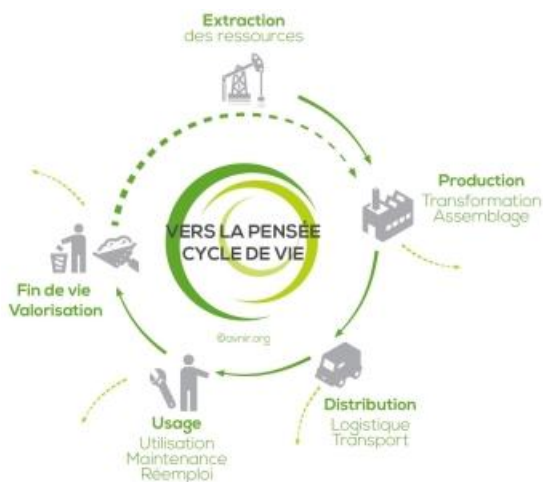 Extraction
des ressources
Production
Transformation
Assemblage
VERS LA PENSÉE
CYCLE DE VIE
Fin de vie
Valorisation
©avnir.org
Usage
Utilisation
Maintenance
Réemploi
Distribution
Logistique
Transport